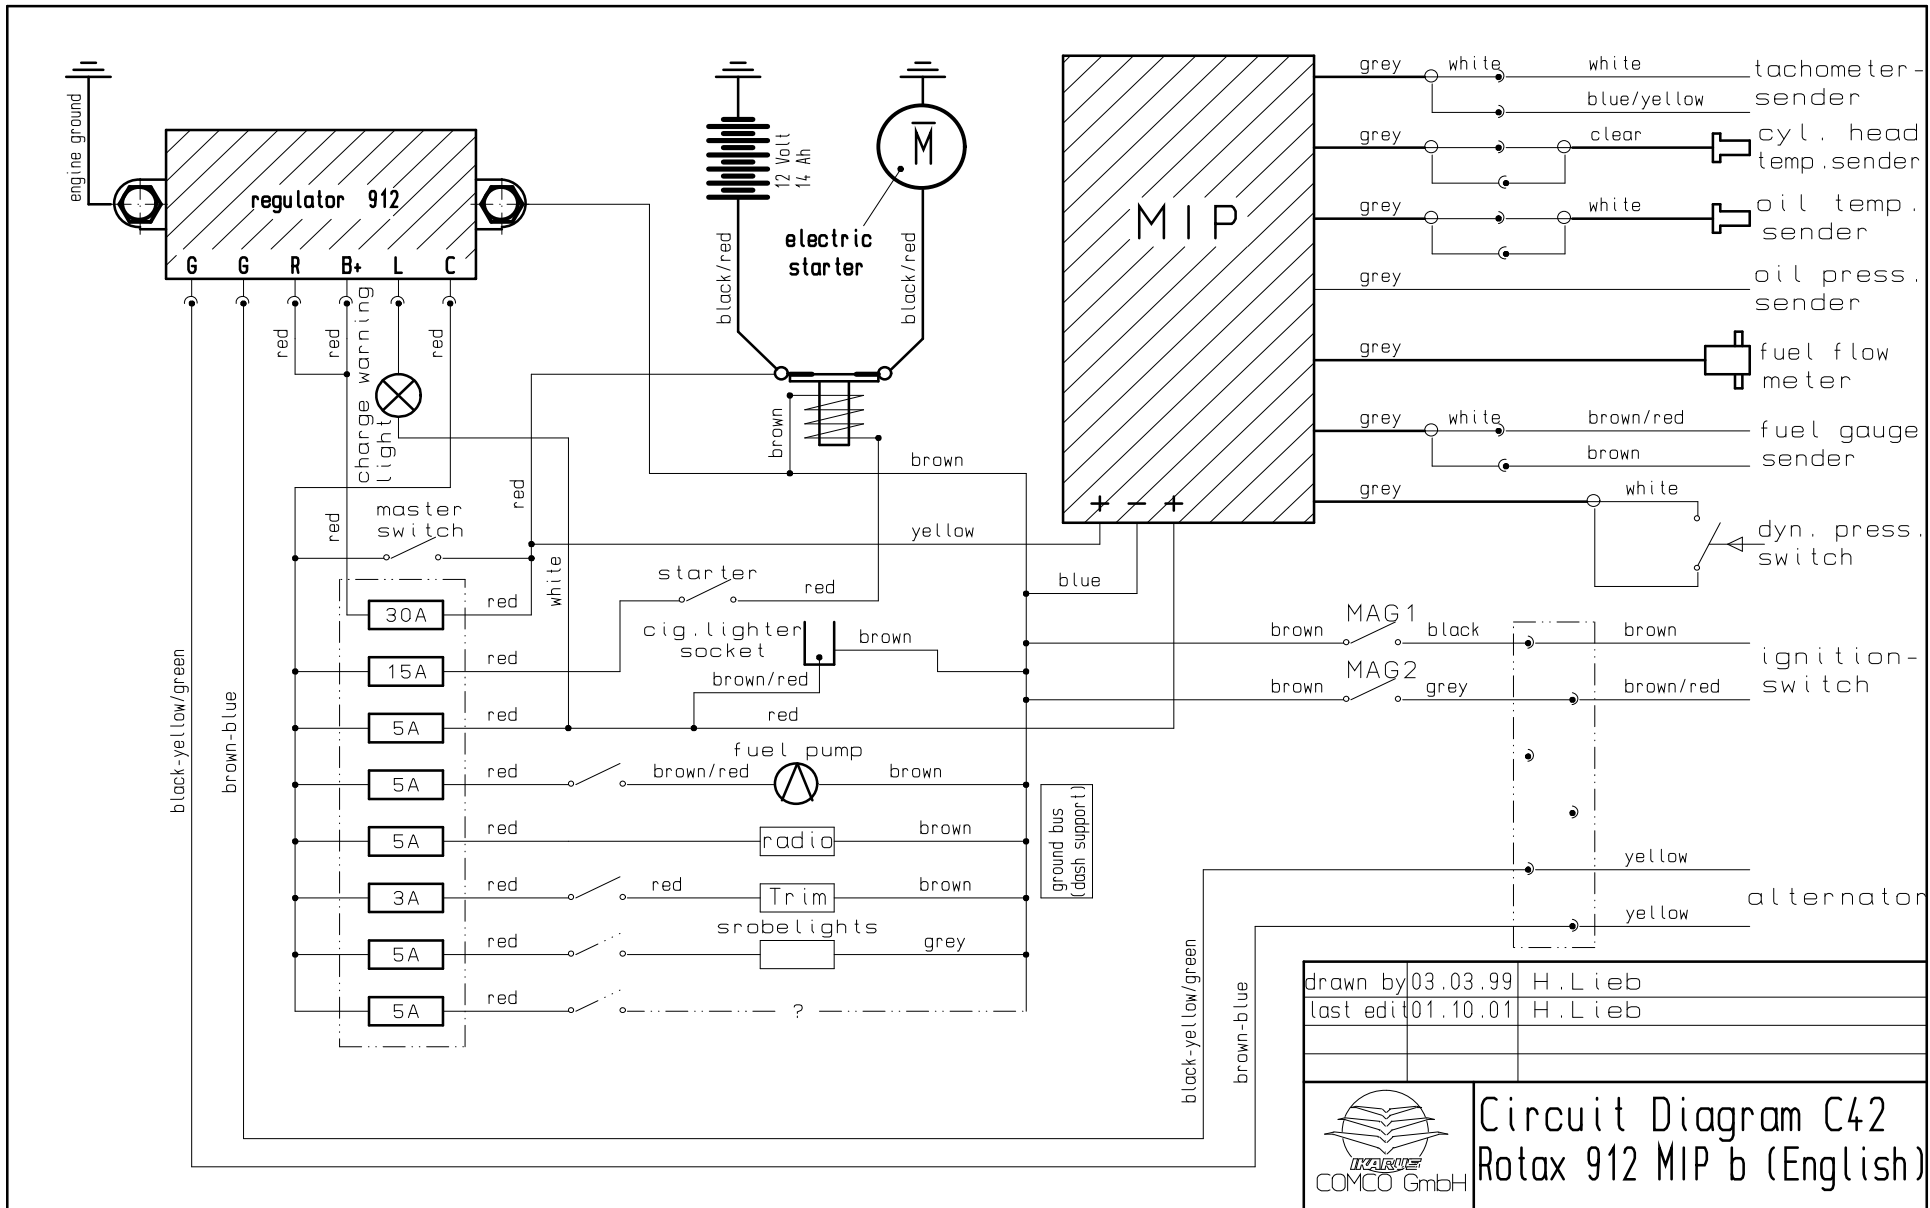 engine ground
regulator 912
G G R B+ L C
red
red
red
charge warning
light
12 Volt
14 Ah
M
electric
starter
black/red
black/red
brown
brown
red
red
white
yellow
blue
master
switch
MIP
+ - +
grey white white
blue/yellow
tachometer-
sender
grey clear
cyl. head
temp.sender
grey white
oil temp.
sender
grey
oil press.
sender
grey
fuel flow
meter
grey white brown/red
brown
fuel gauge
sender
grey white
dyn. press.
switch
30A red
starter
red
15A red
cig.lighter
socket
brown
brown/red
5A red red
fuel pump
5A red brown/red brown
5A red radio brown
3A red red Trim brown
srobelights
5A red grey
5A red ?
ground bus
(dash support)
MAG1
brown black brown
MAG2
brown grey brown/red
ignition-
switch
yellow
yellow
alternator
black-yellow/green
brown-blue
black-yellow/green
brown-blue
drawn by 03.03.99 H.Lieb
last edit 01.10.01 H.Lieb
IKARUS
COMCO GmbH
Circuit Diagram C42
Rotax 912 MIP b (English)